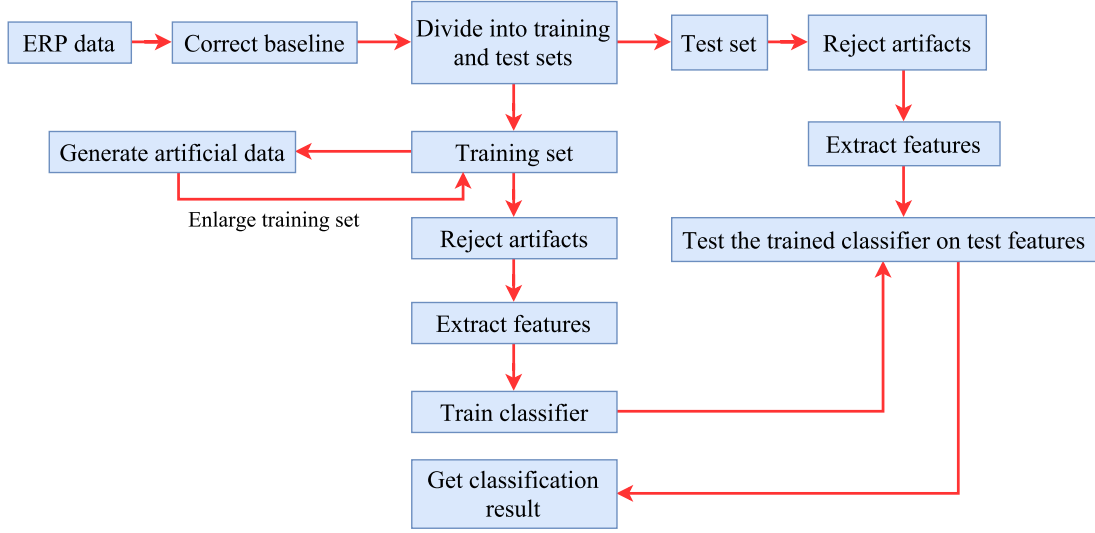 ERP data
Correct baseline
Divide into training
and test sets
Test set
Reject artifacts
Generate artificial data
Training set
Extract features
Enlarge training set
Reject artifacts
Test the trained classifier on test features
Extract features
Train classifier
Get classification
result